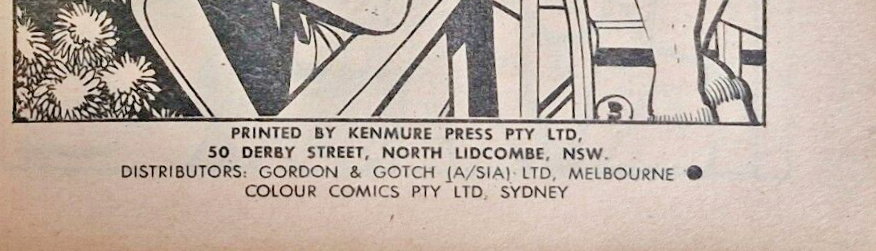 3
PRINTED BY KENMURE PRESS PTY LTD,
50 DERBY STREET, NORTH LIDCOMBE, NSW.
DISTRIBUTORS: GORDON & GOTCH (A/SIA) LTD, MELBOURNE ●
COLOUR COMICS PTY LTD, SYDNEY